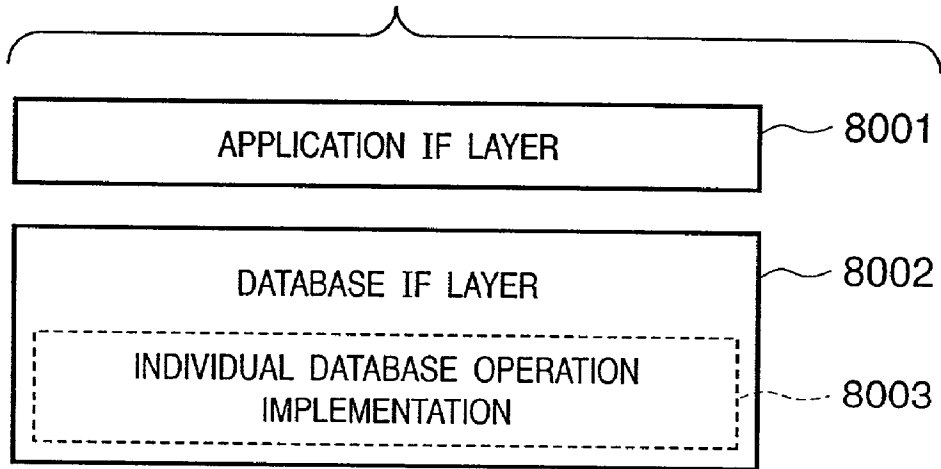 APPLICATION IF LAYER
8001
DATABASE IF LAYER
8002
INDIVIDUAL DATABASE OPERATION
IMPLEMENTATION
8003